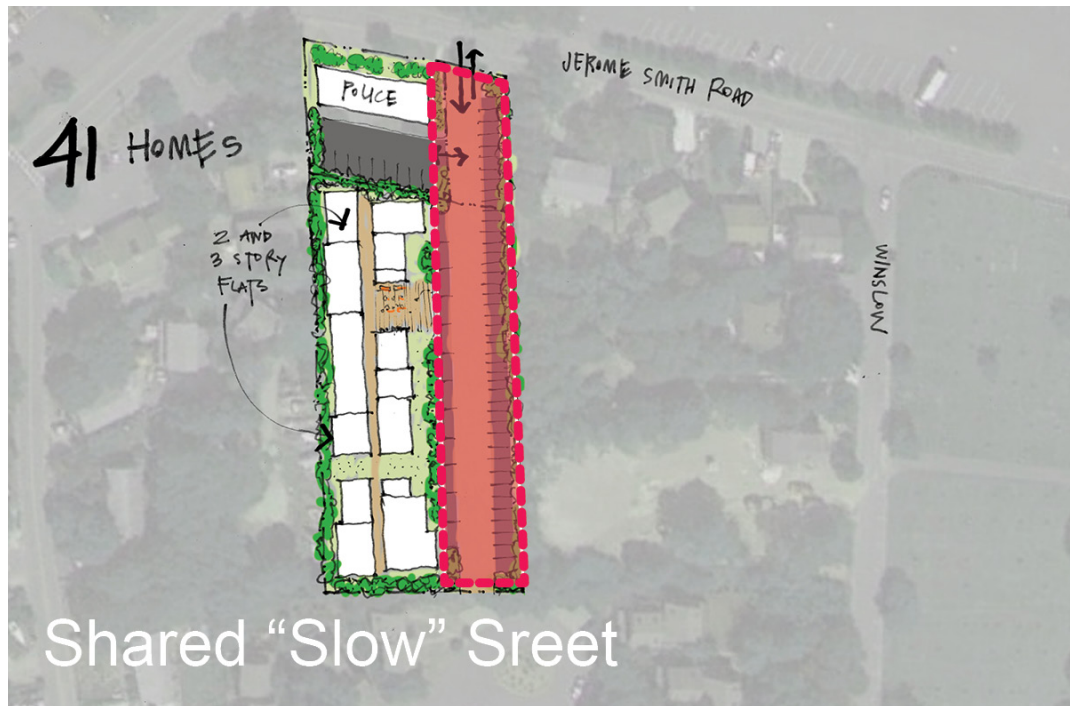 JEROME SMITH ROAD
POLICE
41 HOMES
2 AND
3 STORY
FLATS
WINSLOW
Shared “Slow” Sreet